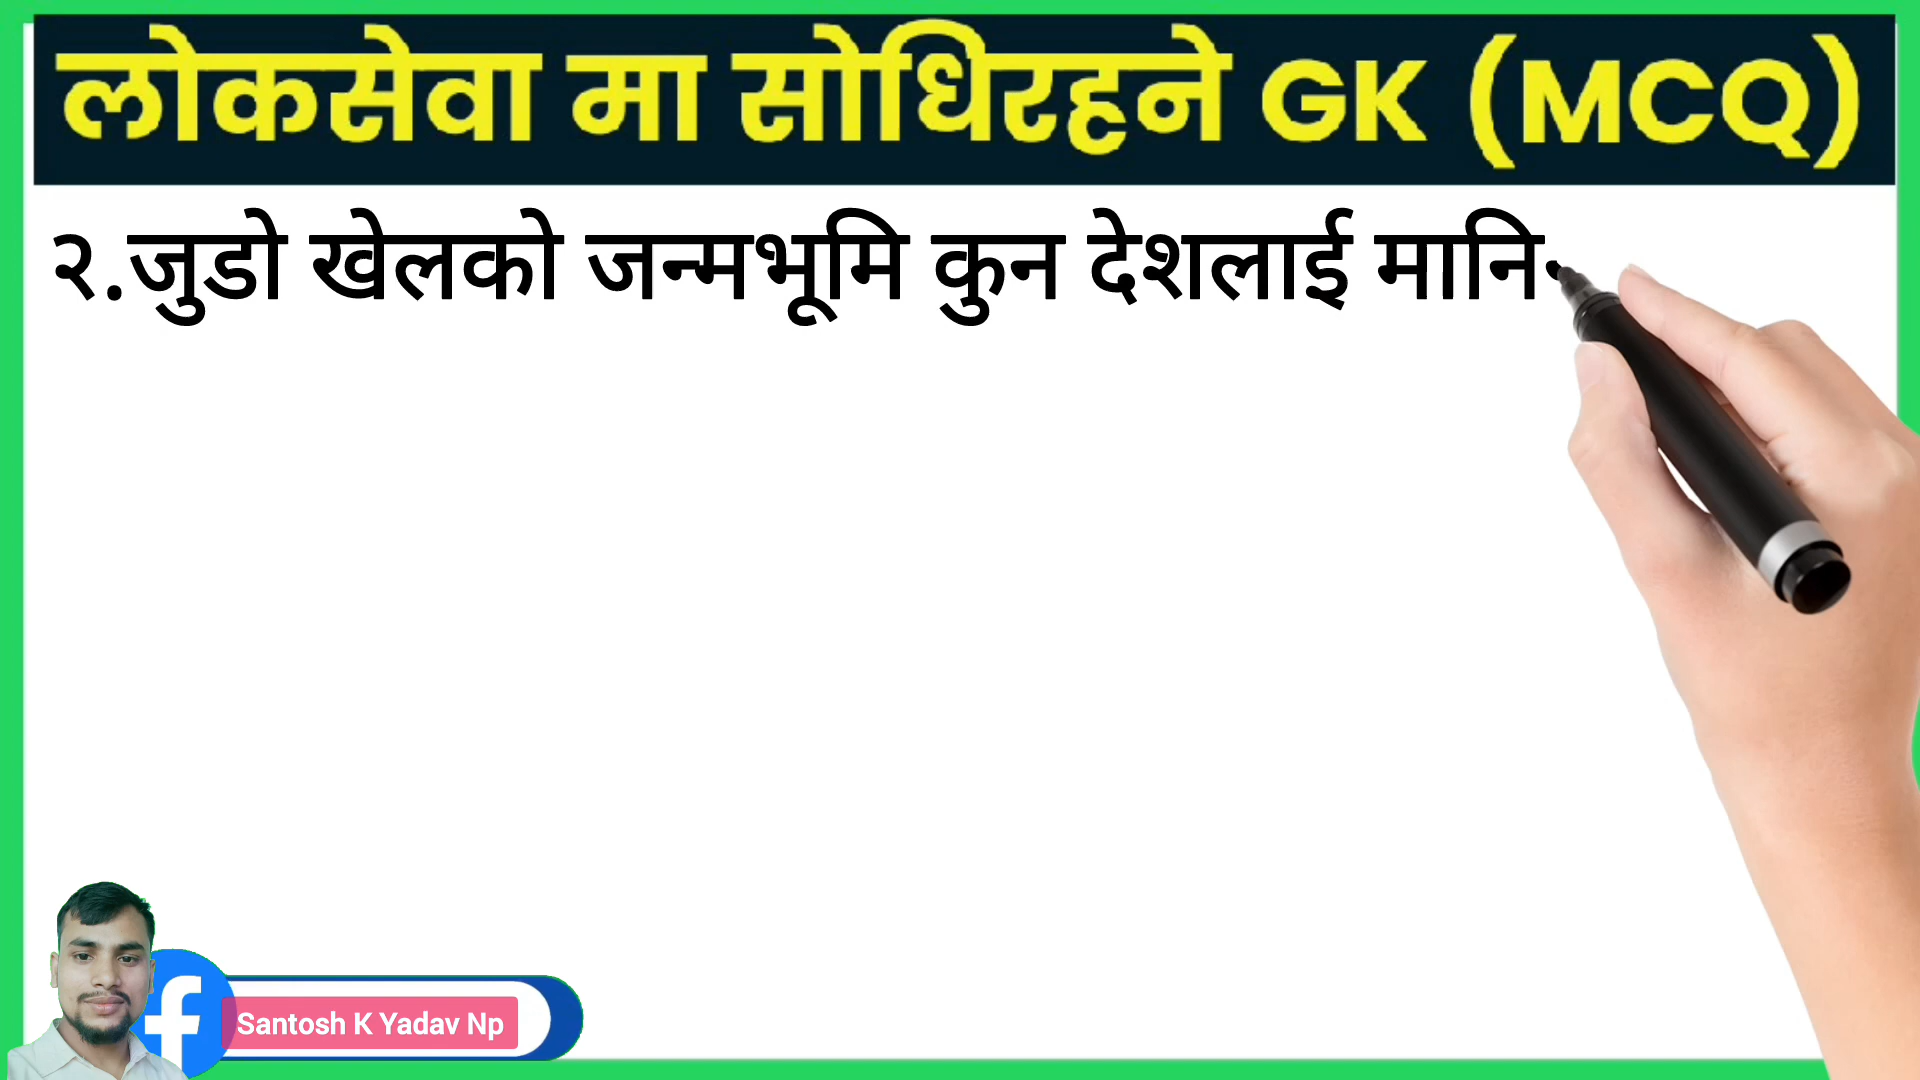 लोकसेवा मा सोधिरहने GK (MCQ)
२.जुडो खेलको जन्मभूमि कुन देशलाई मानि
Santosh K Yadav Np